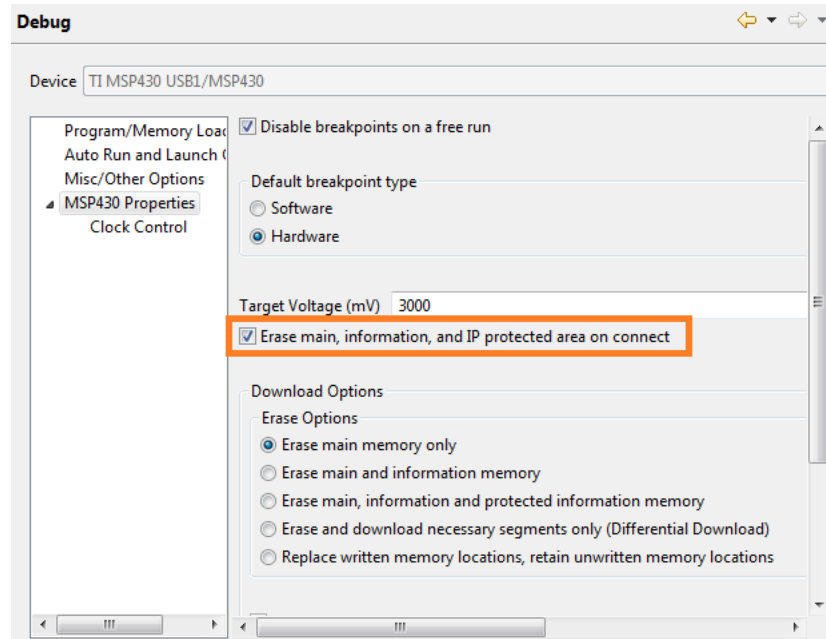 Debug
Device TI MSP430 USB1/MSP430
Program/Memory Load
Auto Run and Launch
Misc/Other Options
MSP430 Properties
Clock Control
Disable breakpoints on a free run
Default breakpoint type
Software
Hardware
Target Voltage (mV) 3000
Erase main, information, and IP protected area on connect
Download Options
Erase Options
Erase main memory only
Erase main and information memory
Erase main, information and protected information memory
Erase and download necessary segments only (Differential Download)
Replace written memory locations, retain unwritten memory locations